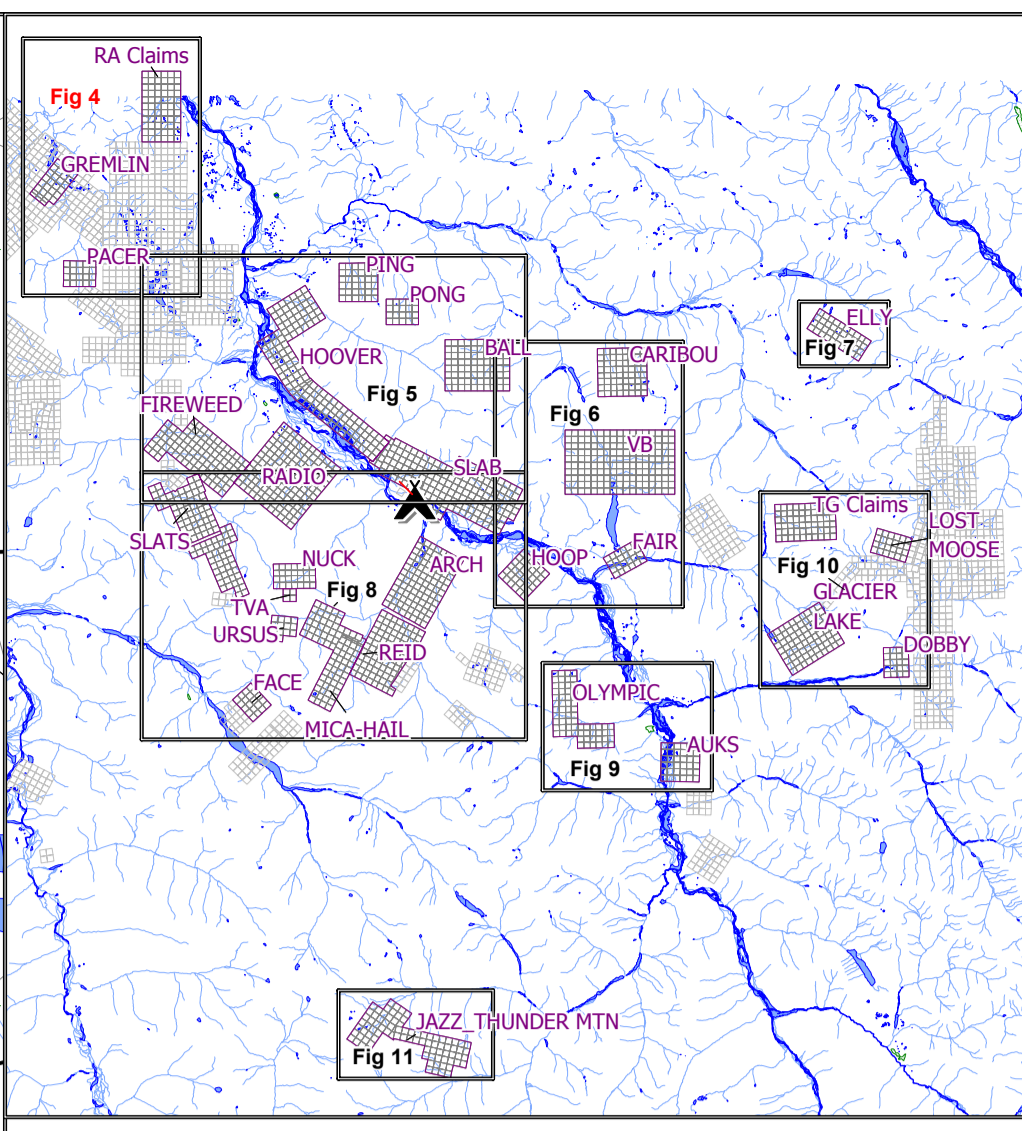 RA Claims
Fig 4
GREMLIN
PACER
PING
PONG
ELLY
Fig 7
HOOVER
BALL
CARIBOU
Fig 5
Fig 6
FIREWEED
VB
RADIO
SLAB
TG Claims
LOST
MOOSE
SLATS
NUCK
ARCH
HOOP
FAIR
Fig 10
Fig 8
GLACIER
LAKE
TVA
URSUS
REID
DOBBY
FACE
OLYMPIC
MICA-HAIL
AUKS
Fig 9
JAZZ_THUNDER MTN
Fig 11